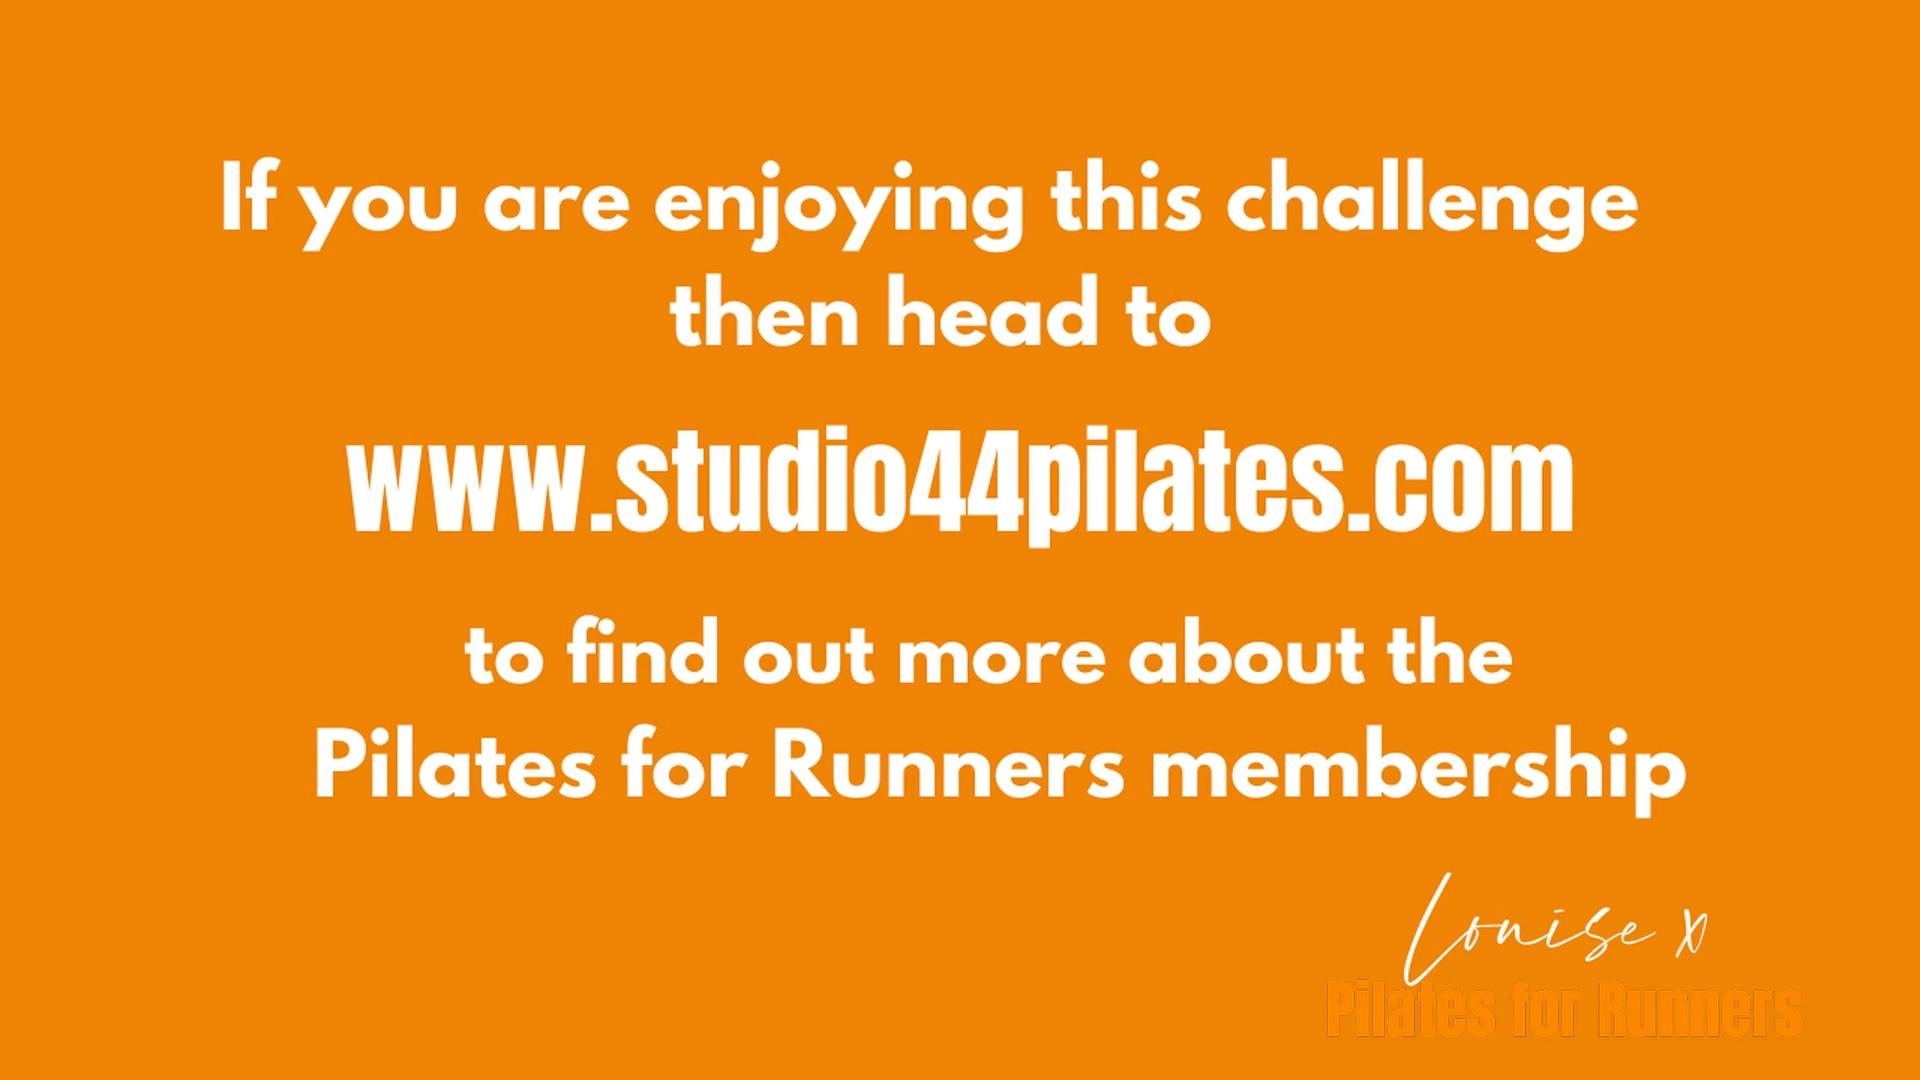 If you are enjoying this challenge
then head to
www.studio44pilates.com
to find out more about the
Pilates for Runners membership
Louise x
Pilates for Runners